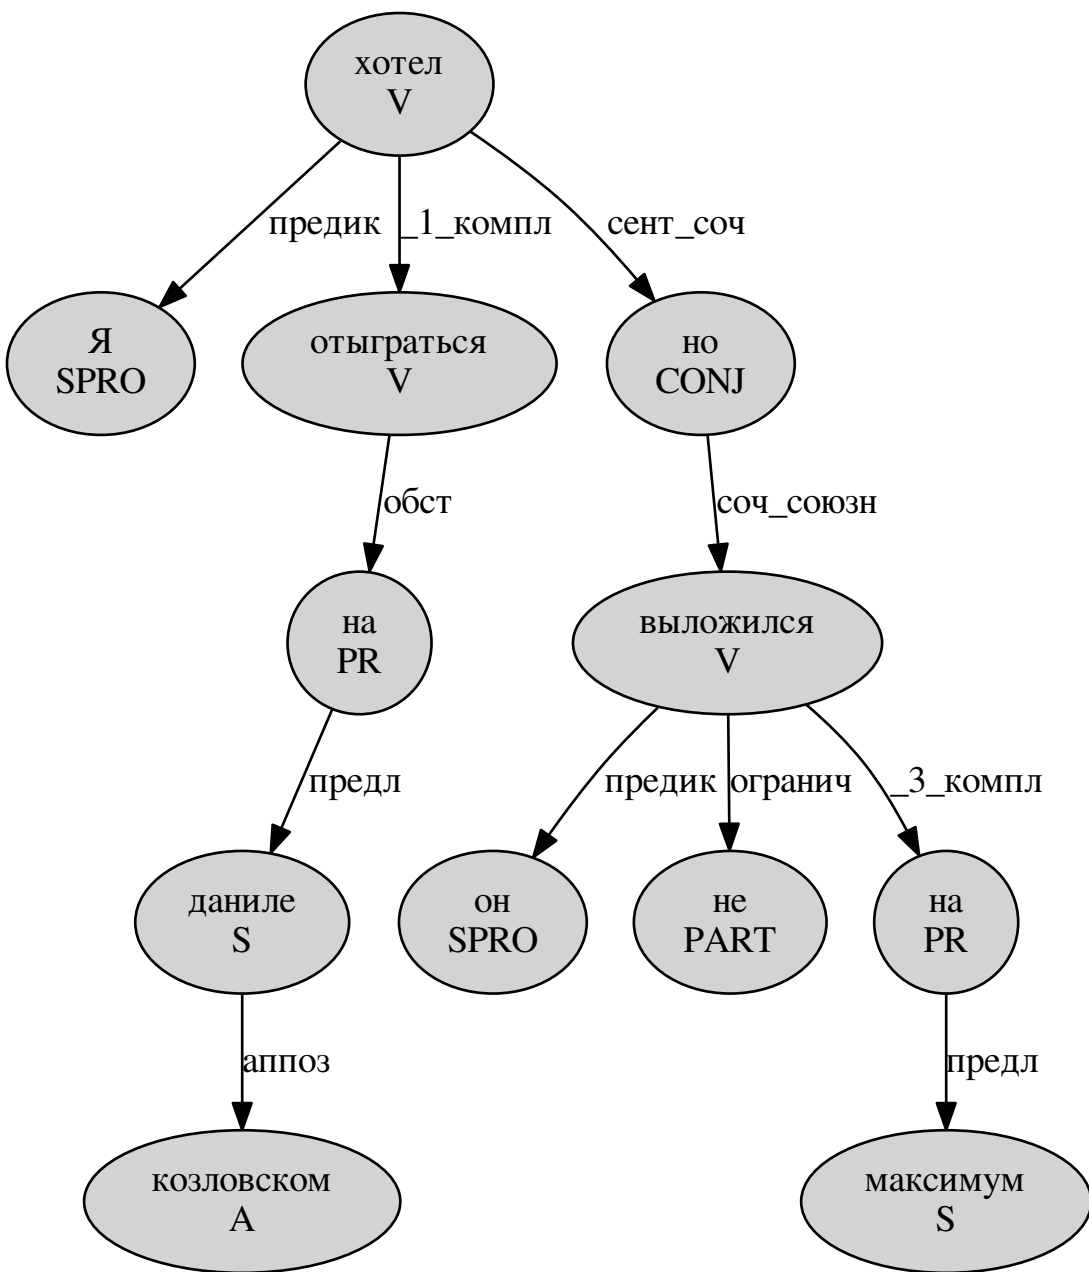 хотел
V
предик
_1_компл
сент_соч
Я
SPRO
отыграться
V
но
CONJ
обст
соч_союзн
на
PR
выложился
V
предл
предик
огранич
_3_компл
даниле
S
он
SPRO
не
PART
на
PR
аппоз
предл
козловском
A
максимум
S